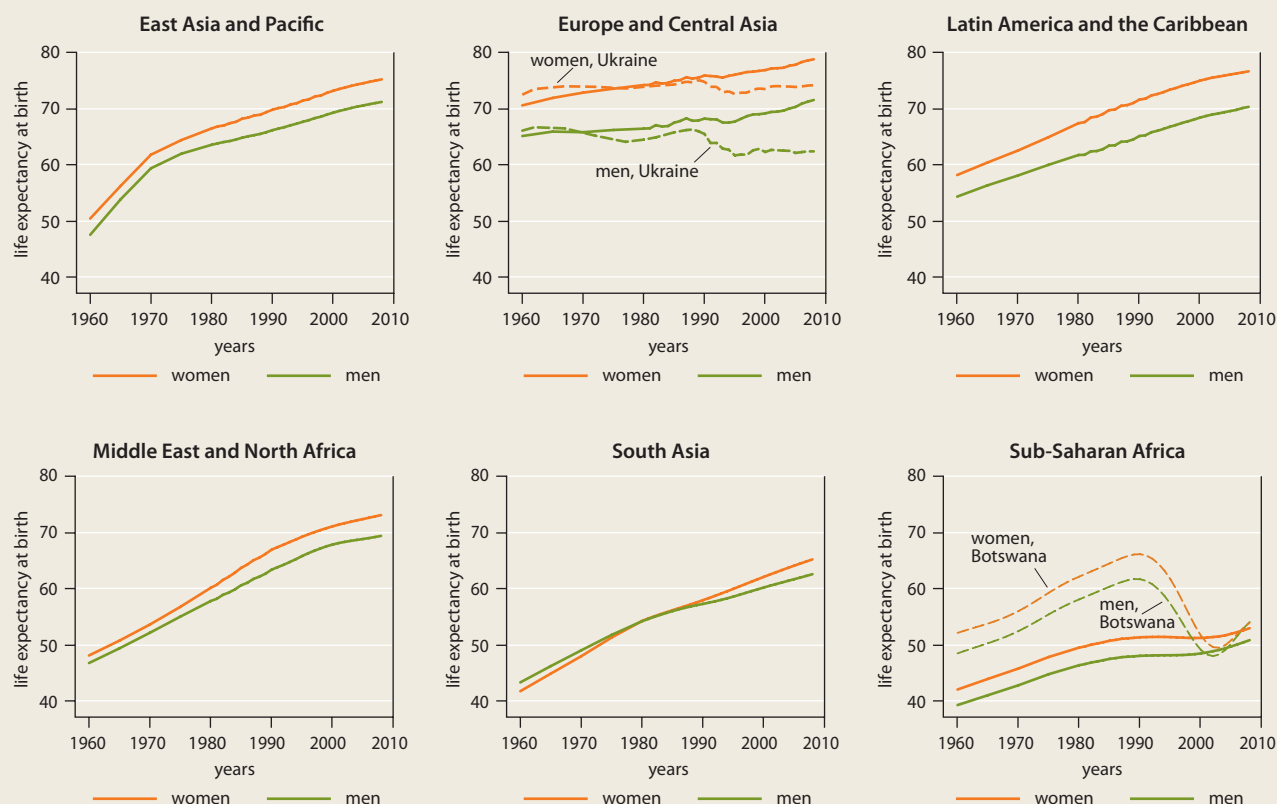 East Asia and Pacific
80
70
60
50
40
life expectancy at birth
1960 1970 1980 1990 2000 2010
years
women men
Europe and Central Asia
80
70
60
50
40
life expectancy at birth
women, Ukraine
men, Ukraine
1960 1970 1980 1990 2000 2010
years
women men
Latin America and the Caribbean
80
70
60
50
40
life expectancy at birth
1960 1970 1980 1990 2000 2010
years
women men
Middle East and North Africa
80
70
60
50
40
life expectancy at birth
1960 1970 1980 1990 2000 2010
years
women men
South Asia
80
70
60
50
40
life expectancy at birth
1960 1970 1980 1990 2000 2010
years
women men
Sub-Saharan Africa
80
70
60
50
40
life expectancy at birth
women,
Botswana
men,
Botswana
1960 1970 1980 1990 2000 2010
years
women men